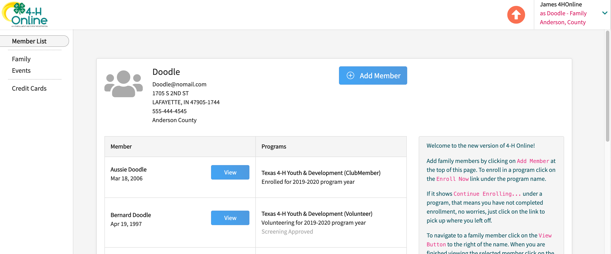 4-H
Online
James 4HOnline
as Doodle - Family
Anderson, County
Member List
Family
Events
Credit Cards
Doodle
Doodle@nomail.com
1705 S 2ND ST
LAFAYETTE, IN 47905-1744
555-444-4545
Anderson County
Add Member
Member
Programs
Aussie Doodle
Mar 18, 2006
View
Texas 4-H Youth & Development (ClubMember)
Enrolled for 2019-2020 program year
Bernard Doodle
Apr 19, 1997
View
Texas 4-H Youth & Development (Volunteer)
Volunteering for 2019-2020 program year
Screening Approved
Welcome to the new version of 4-H Online!
Add family members by clicking on Add Member at
the top of this page. To enroll in a program click on
the Enroll Now link under the program name.
If it shows Continue Enrolling... under a
program, that means you have not completed
enrollment, no worries, just click on the link to
pick up where you left off.
To navigate to a family member click on the View
Button to the right of the name. When you are
finished viewing the selected member click on the